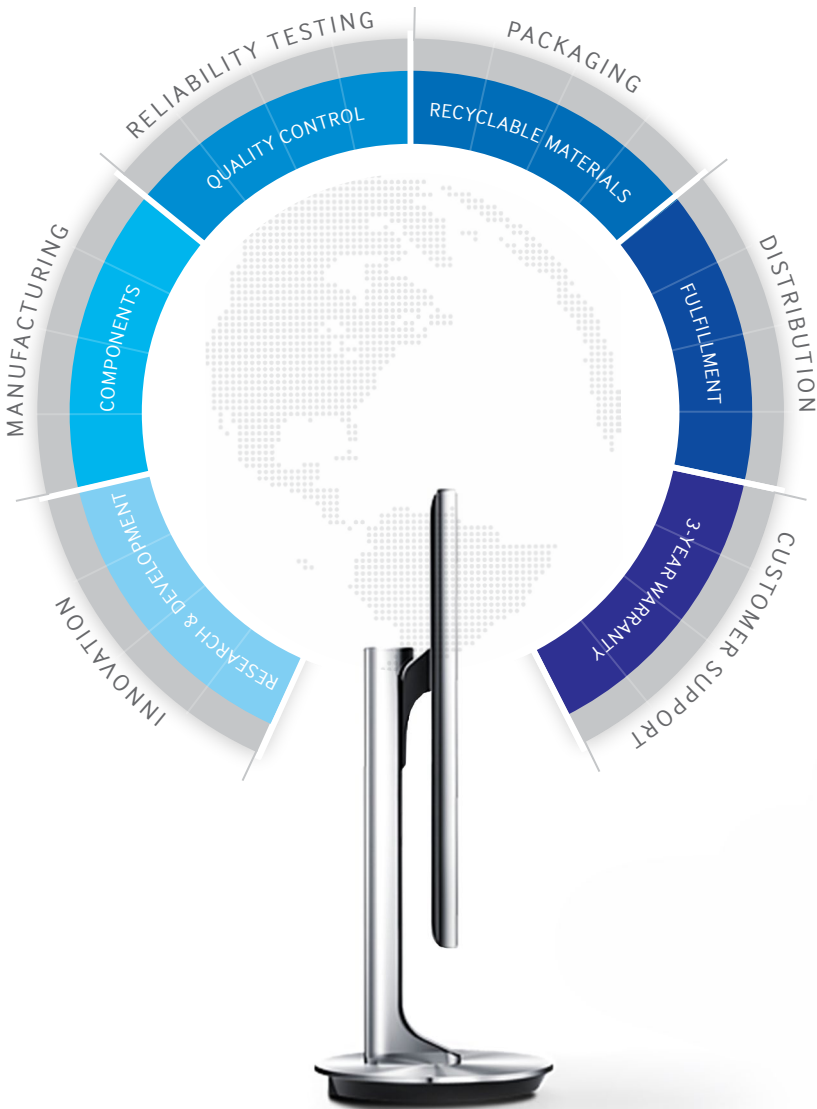 INNOVATION
RESEARCH & DEVELOPMENT
MANUFACTURING
COMPONENTS
RELIABILITY TESTING
QUALITY CONTROL
PACKAGING
RECYCLABLE MATERIALS
DISTRIBUTION
FULFILLMENT
CUSTOMER SUPPORT
3-YEAR WARRANTY